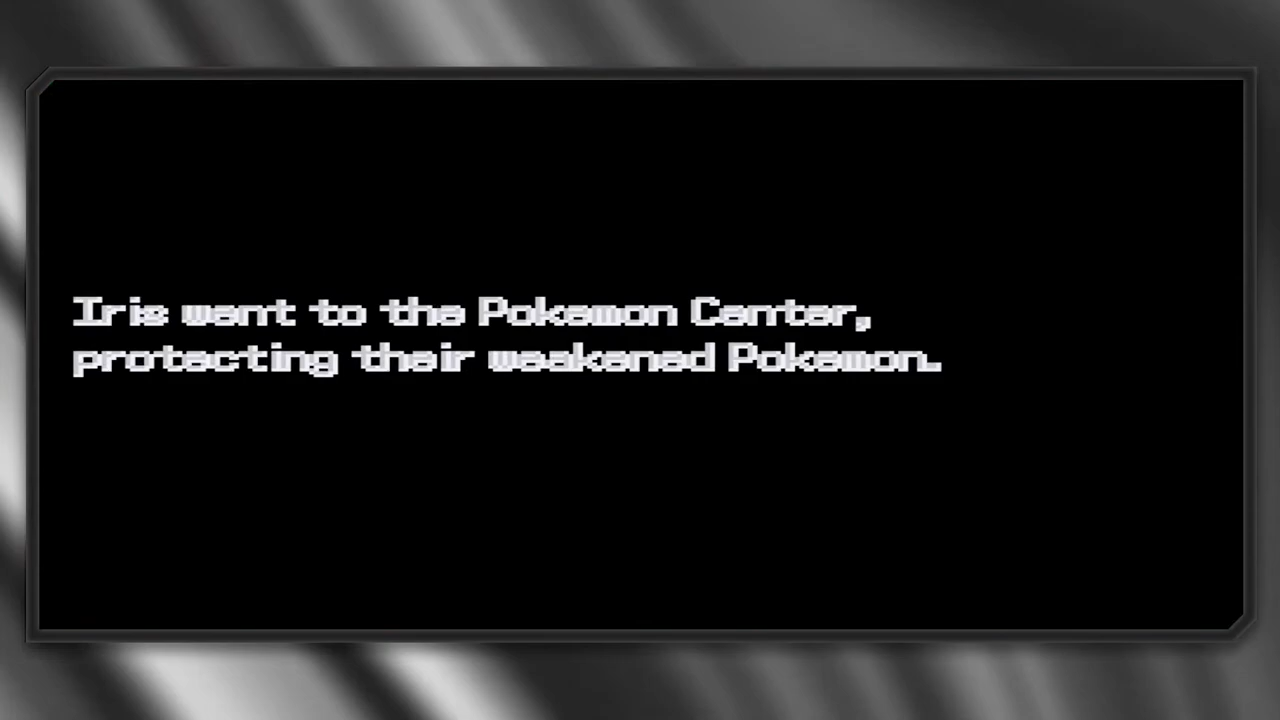 Iris went to the Pokemon Center,
protecting their weakened Pokemon.